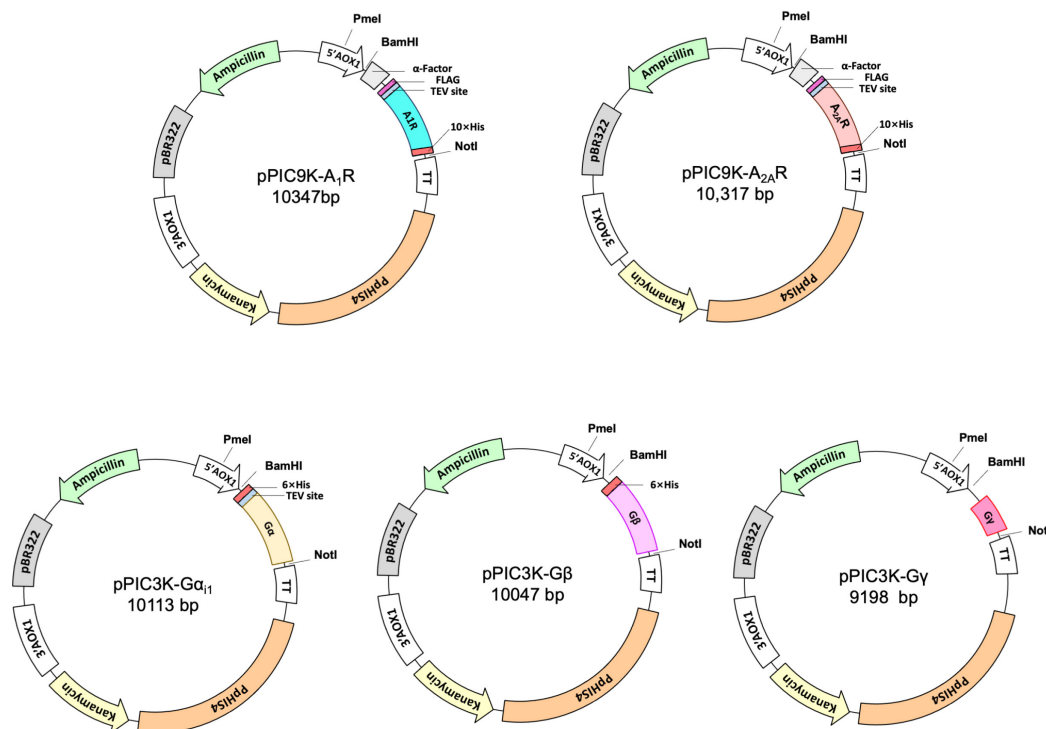 PmeI
BamHI
5'AOX1
α-Factor
FLAG
TEV site
A1R
10×His
NotI
TT
PpHIS4
Kanamycin
3'AOX1
pBR322
Ampicillin
pPIC9K-A₁R
10347bp
PmeI
BamHI
5'AOX1
α-Factor
FLAG
TEV site
A₂ₐR
10×His
NotI
TT
PpHIS4
Kanamycin
3'AOX1
pBR322
Ampicillin
pPIC9K-A₂ₐR
10,317 bp
PmeI
BamHI
5'AOX1
6×His
TEV site
Gα
NotI
TT
PpHIS4
Kanamycin
3'AOX1
pBR322
Ampicillin
pPIC3K-Gαᵢ₁
10113 bp
PmeI
BamHI
5'AOX1
6×His
Gβ
NotI
TT
PpHIS4
Kanamycin
3'AOX1
pBR322
Ampicillin
pPIC3K-Gβ
10047 bp
PmeI
BamHI
5'AOX1
Gγ
Not
TT
PpHIS4
Kanamycin
3'AOX1
pBR322
Ampicillin
pPIC3K-Gγ
9198 bp